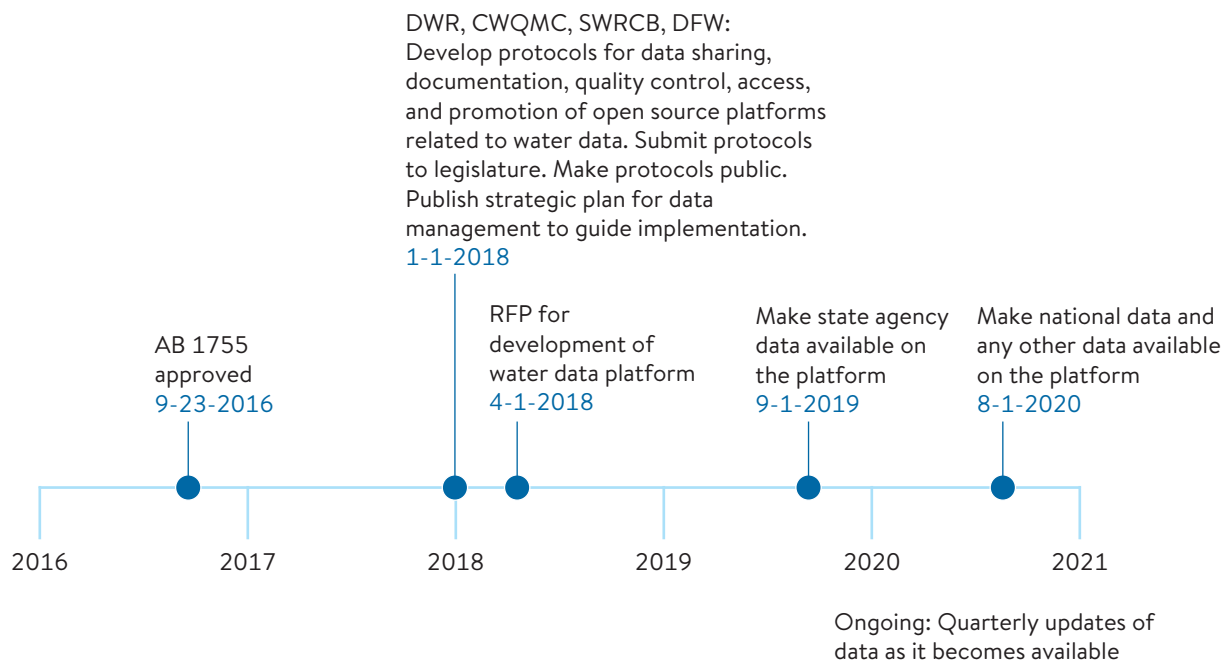 DWR, CWQMC, SWRCB, DFW:
Develop protocols for data sharing,
documentation, quality control, access,
and promotion of open source platforms
related to water data. Submit protocols
to legislature. Make protocols public.
Publish strategic plan for data
management to guide implementation.
1-1-2018
AB 1755
approved
9-23-2016
RFP for
development of
water data platform
4-1-2018
Make state agency
data available on
the platform
9-1-2019
Make national data and
any other data available
on the platform
8-1-2020
2016
2017
2018
2019
2020
2021
Ongoing: Quarterly updates of
data as it becomes available